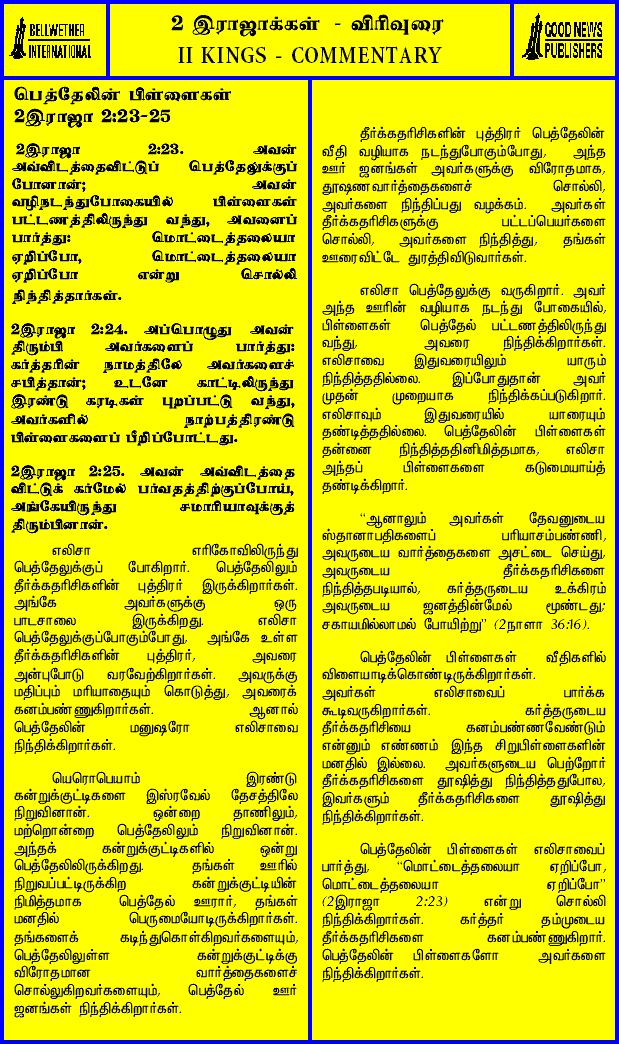 BELLWETHER
INTERNATIONAL
2 இராஜாக்கள் - விரிவுரை
II KINGS - COMMENTARY
GOOD NEWS
PUBLISHERS
பெத்தேலின் பிள்ளைகள்
2இராஜா 2:23-25
2இராஜா 2:23. அவன்
அவ்விடத்தைவிட்டுப் பெத்தேலுக்குப்
போனான்; அவன்
வழிநடந்துபோகையில் பிள்ளைகள்
பட்டணத்திலிருந்து வந்து, அவனைப்
பார்த்து: மொட்டைத்தலையா
ஏறிப்போ, மொட்டைத்தலையா
ஏறிப்போ என்று சொல்லி
நிந்தித்தார்கள்.
2இராஜா 2:24. அப்பொழுது அவன்
திரும்பி அவர்களைப் பார்த்து:
கர்த்தரின் நாமத்திலே அவர்களைச்
சபித்தான்; உடனே காட்டிலிருந்து
இரண்டு கரடிகள் புறப்பட்டு வந்து,
அவர்களில் நாற்பத்திரண்டு
பிள்ளைகளைப் பீறிப்போட்டது.
2இராஜா 2:25. அவன் அவ்விடத்தை
விட்டுக் கர்மேல் பர்வதத்திற்குப்போய்,
அங்கேயிருந்து சமாரியாவுக்குத்
திரும்பினான்.
எலிசா எரிகோவிலிருந்து
பெத்தேலுக்குப் போகிறார். பெத்தேலிலும்
தீர்க்கதரிசிகளின் புத்திரர் இருக்கிறார்கள்.
அங்கே அவர்களுக்கு ஒரு
பாடசாலை இருக்கிறது. எலிசா
பெத்தேலுக்குப்போகும்போது, அங்கே உள்ள
தீர்க்கதரிசிகளின் புத்திரர், அவரை
அன்புபோடு வரவேற்கிறார்கள். அவருக்கு
மதிப்பும் மரியாதையும் கொடுத்து, அவரைக்
கனம்பண்ணுகிறார்கள். ஆனால்
பெத்தேலின் மனுஷரோ எலிசாவை
நிந்திக்கிறார்கள்.
யெரொபெயாம் இரண்டு
கன்றுக்குட்டிகளை இஸ்ரவேல் தேசத்திலே
நிறுவினான். ஒன்றை தாணிலும்,
மற்றொன்றை பெத்தேலிலும் நிறுவினான்.
அந்தக் கன்றுக்குட்டிகளில் ஒன்று
பெத்தேலிலிருக்கிறது. தங்கள் ஊரில்
நிறுவப்பட்டிருக்கிற கன்றுக்குட்டியின்
நிமித்தமாக பெத்தேல் ஊரார், தங்கள்
மனதில் பெருமையோடிருக்கிறார்கள்.
தங்களைக் கடிந்துகொள்கிறவர்களையும்,
பெத்தேலிலுள்ள கன்றுக்குட்டிக்கு
விரோதமான வார்த்தைகளைச்
சொல்லுகிறவர்களையும், பெத்தேல் ஊர்
ஜனங்கள் நிந்திக்கிறார்கள்.
தீர்க்கதரிசிகளின் புத்திரர் பெத்தேலின்
வீதி வழியாக நடந்துபோகும்போது, அந்த
ஊர் ஜனங்கள் அவர்களுக்கு விரோதமாக,
தூஷணவார்த்தைகளைச் சொல்லி,
அவர்களை நிந்திப்பது வழக்கம். அவர்கள்
தீர்க்கதரிசிகளுக்கு பட்டப்பெயர்களை
சொல்லி, அவர்களை நிந்தித்து, தங்கள்
ஊரைவிட்டே துரத்திவிடுவார்கள்.
எலிசா பெத்தேலுக்கு வருகிறார். அவர்
அந்த ஊரின் வழியாக நடந்து போகையில்,
பிள்ளைகள் பெத்தேல் பட்டணத்திலிருந்து
வந்து, அவரை நிந்திக்கிறார்கள்.
எலிசாவை இதுவரையிலும் யாரும்
நிந்தித்ததில்லை. இப்போதுதான் அவர்
முதன் முறையாக நிந்திக்கப்படுகிறார்.
எலிசாவும் இதுவரையில் யாரையும்
தண்டித்ததில்லை. பெத்தேலின் பிள்ளைகள்
தன்னை நிந்தித்ததினிமித்தமாக, எலிசா
அந்தப் பிள்ளைகளை கடுமையாய்த்
தண்டிக்கிறார்.
“ஆனாலும் அவர்கள் தேவனுடைய
ஸ்தானாபதிகளைப் பரியாசம்பண்ணி,
அவருடைய வார்த்தைகளை அசட்டை செய்து,
அவருடைய தீர்க்கதரிசிகளை
நிந்தித்தபடியால், கர்த்தருடைய உக்கிரம்
அவருடைய ஜனத்தின்மேல் மூண்டது;
சகாயமில்லாமல் போயிற்று” (2நாளா 36:16).
பெத்தேலின் பிள்ளைகள் வீதிகளில்
விளையாடிக்கொண்டிருக்கிறார்கள்.
அவர்கள் எலிசாவைப் பார்க்க
கூடிவருகிறார்கள். கர்த்தருடைய
தீர்க்கதரிசியை கனம்பண்ணவேண்டும்
என்னும் எண்ணம் இந்த சிறுபிள்ளைகளின்
மனதில் இல்லை. அவர்களுடைய பெற்றோர்
தீர்க்கதரிசிகளை தூஷித்து நிந்தித்ததுபோல,
இவர்களும் தீர்க்கதரிசிகளை தூஷித்து
நிந்திக்கிறார்கள்.
பெத்தேலின் பிள்ளைகள் எலிசாவைப்
பார்த்து, “மொட்டைத்தலையா ஏறிப்போ,
மொட்டைத்தலையா ஏறிப்போ”
(2இராஜா 2:23) என்று சொல்லி
நிந்திக்கிறார்கள். கர்த்தர் தம்முடைய
தீர்க்கதரிசிகளை கனம்பண்ணுகிறார்.
பெத்தேலின் பிள்ளைகளோ அவர்களை
நிந்திக்கிறார்கள்.